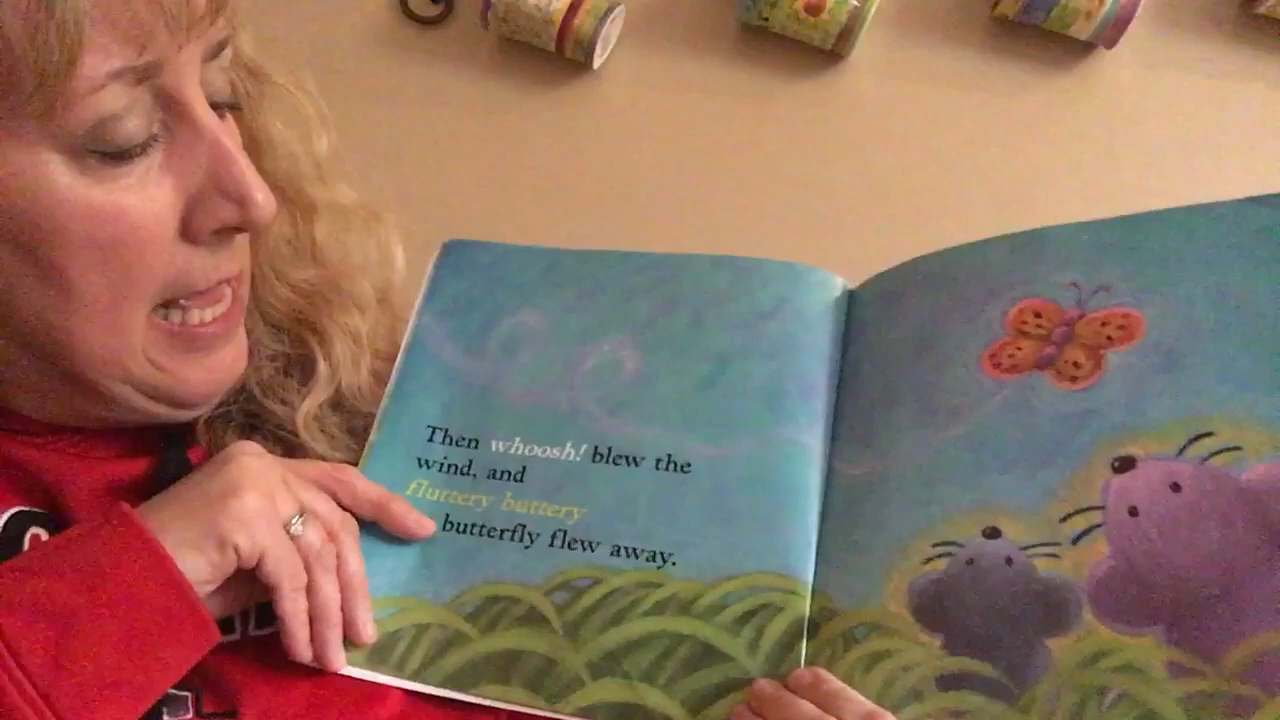 Then whoosh! blew the
wind, and
fluttery buttery
butterfly flew away.